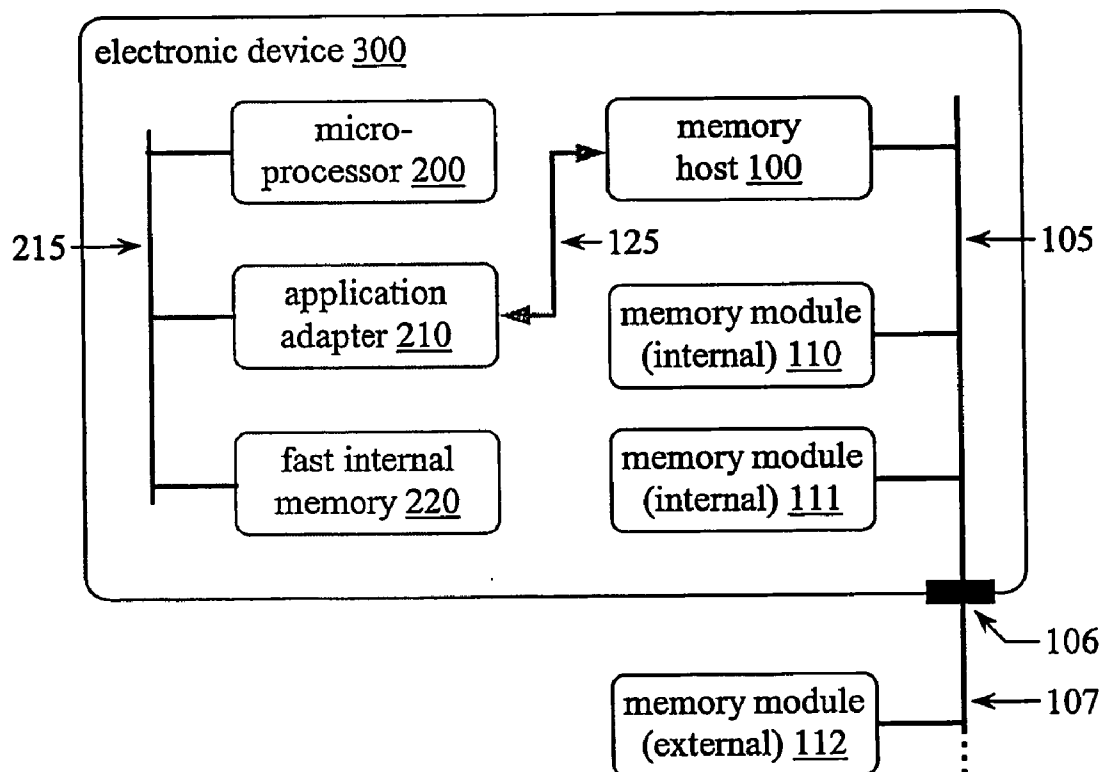 electronic device 300
micro-
processor 200
memory
host 100
215
125
105
application
adapter 210
memory module
(internal) 110
fast internal
memory 220
memory module
(internal) 111
106
107
memory module
(external) 112